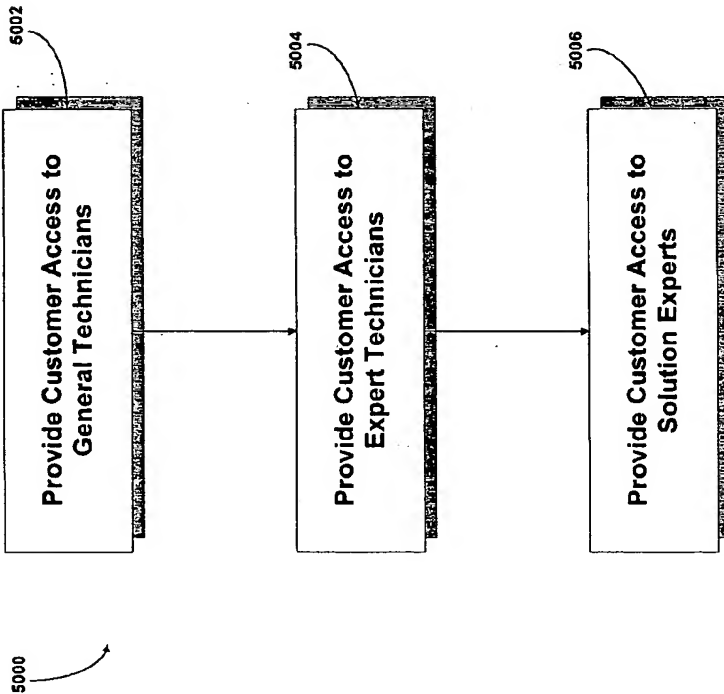 5000
5002
Provide Customer Access to
General Technicians
5004
Provide Customer Access to
Expert Technicians
5006
Provide Customer Access to
Solution Experts